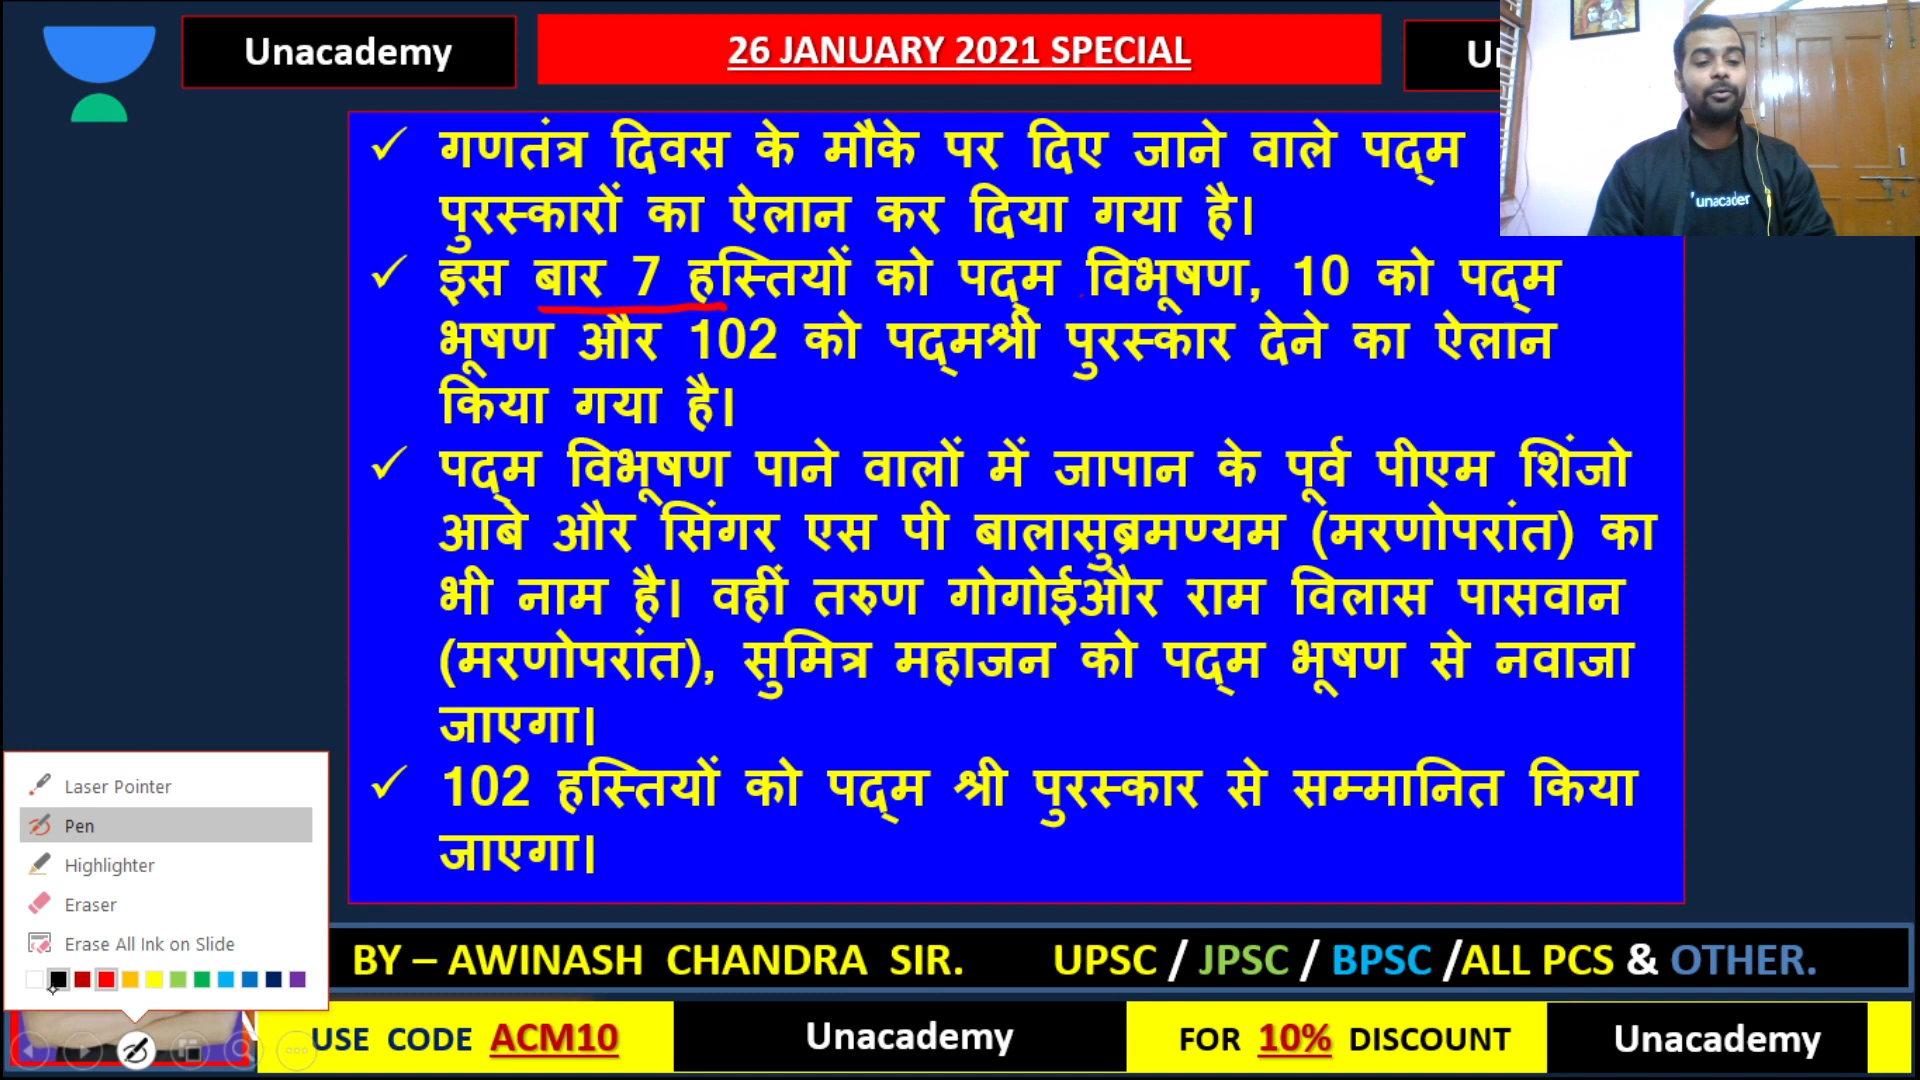 Unacademy
26 JANUARY 2021 SPECIAL
गणतंत्र दिवस के मौके पर दिए जाने वाले पद्म
पुरस्कारों का ऐलान कर दिया गया है।
इस बार 7 हस्तियों को पद्म विभूषण, 10 को पद्म
भूषण और 102 को पद्मश्री पुरस्कार देने का ऐलान
किया गया है।
पद्म विभूषण पाने वालों में जापान के पूर्व पीएम शिंजो
आबे और सिंगर एस पी बालासुब्रमण्यम (मरणोपरांत) का
भी नाम है। वहीं तरुण गोगोईऔर राम विलास पासवान
(मरणोपरांत), सुमित्र महाजन को पद्म भूषण से नवाजा
जाएगा।
102 हस्तियों को पद्म श्री पुरस्कार से सम्मानित किया
जाएगा।
Laser Pointer
Pen
Highlighter
Eraser
Erase All Ink on Slide
BY – AWINASH CHANDRA SIR. UPSC / JPSC / BPSC /ALL PCS & OTHER.
USE CODE ACM10 Unacademy FOR 10% DISCOUNT Unacademy